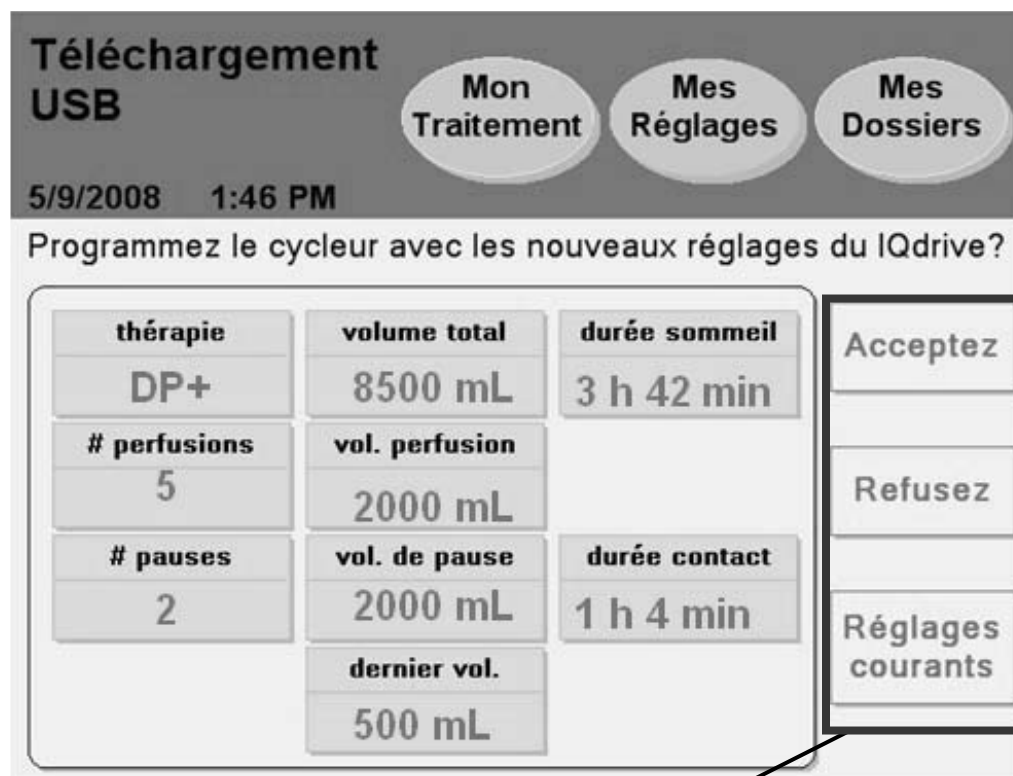 Téléchargement
USB
Mon
Traitement
Mes
Réglages
Mes
Dossiers
5/9/2008 1:46 PM
Programmez le cycleur avec les nouveaux réglages du IQdrive?
thérapie
DP+
volume total
8500 mL
durée sommeil
3 h 42 min
# perfusions
5
vol. perfusion
2000 mL
# pauses
2
vol. de pause
2000 mL
durée contact
1 h 4 min
dernier vol.
500 mL
Acceptez
Refusez
Réglages
courants